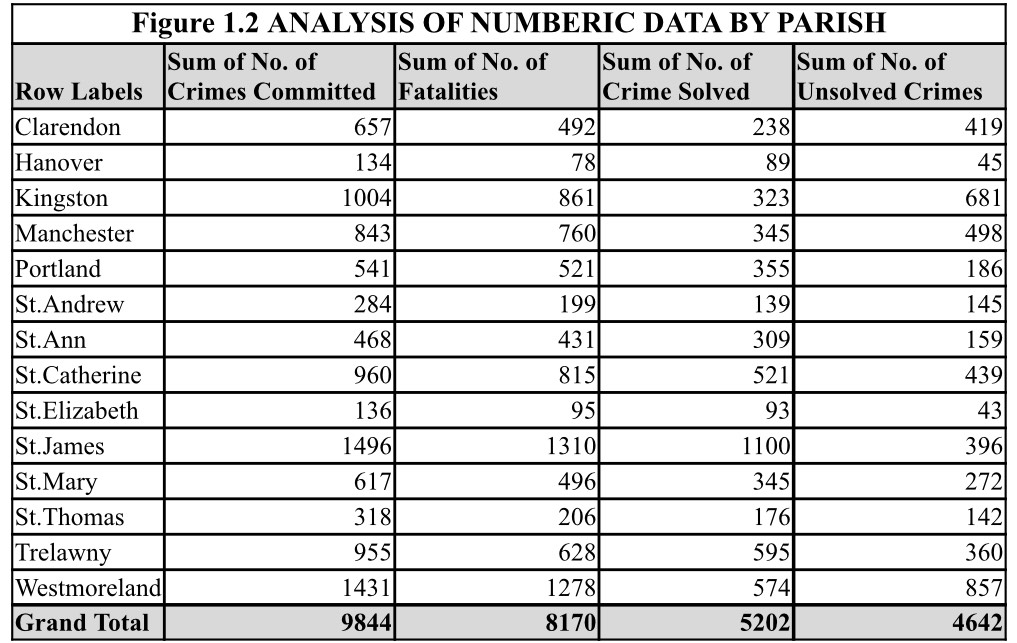 Figure 1.2 ANALYSIS OF NUMBERIC DATA BY PARISH
Row Labels Sum of No. of Crimes Committed Sum of No. of Fatalities Sum of No. of Crime Solved Sum of No. of Unsolved Crimes
Clarendon 657 492 238 419
Hanover 134 78 89 45
Kingston 1004 861 323 681
Manchester 843 760 345 498
Portland 541 521 355 186
St.Andrew 284 199 139 145
St.Ann 468 431 309 159
St.Catherine 960 815 521 439
St.Elizabeth 136 95 93 43
St.James 1496 1310 1100 396
St.Mary 617 496 345 272
St.Thomas 318 206 176 142
Trelawny 955 628 595 360
Westmoreland 1431 1278 574 857
Grand Total 9844 8170 5202 4642